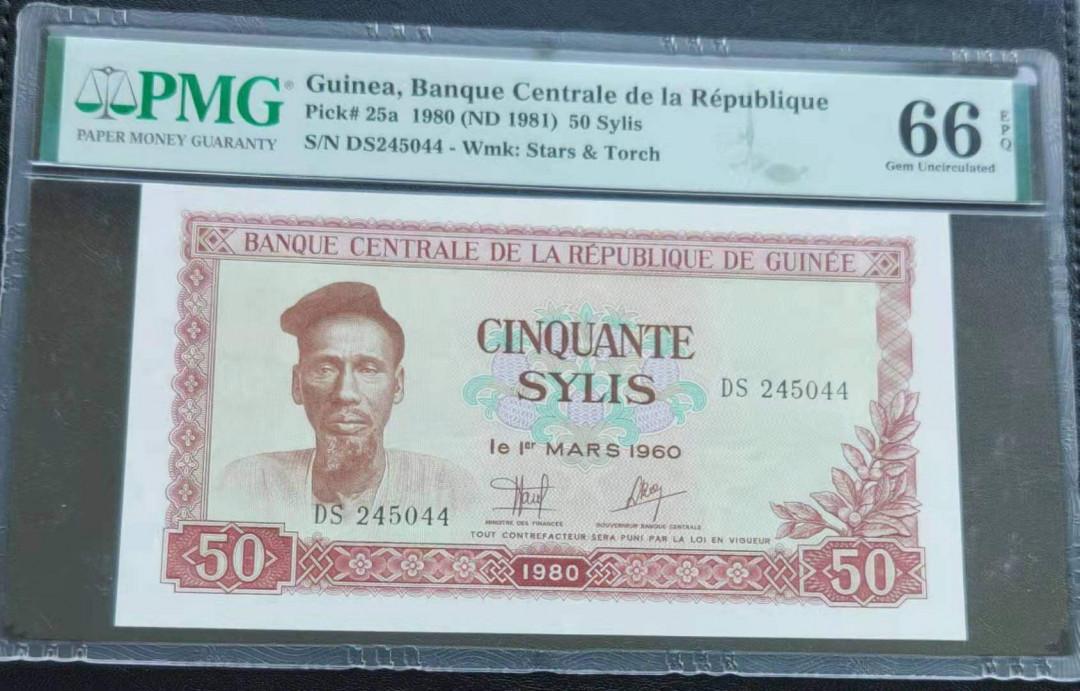 PMG®
PAPER MONEY GUARANTY
Guinea, Banque Centrale de la République
Pick# 25a 1980 (ND 1981) 50 Sylis
S/N DS245044 - Wmk: Stars & Torch
66 EPQ
Gem Uncirculated
BANQUE CENTRALE DE LA RÉPUBLIQUE DE GUINÉE
CINQUANTE
SYLIS
DS 245044
le 1er MARS 1960
DS 245044
MINISTRE DES FINANCES
GOUVERNEUR BANQUE CENTRALE
TOUT CONTREFACTEUR SERA PUNI PAR LA LOI EN VIGUEUR
50
1980
50